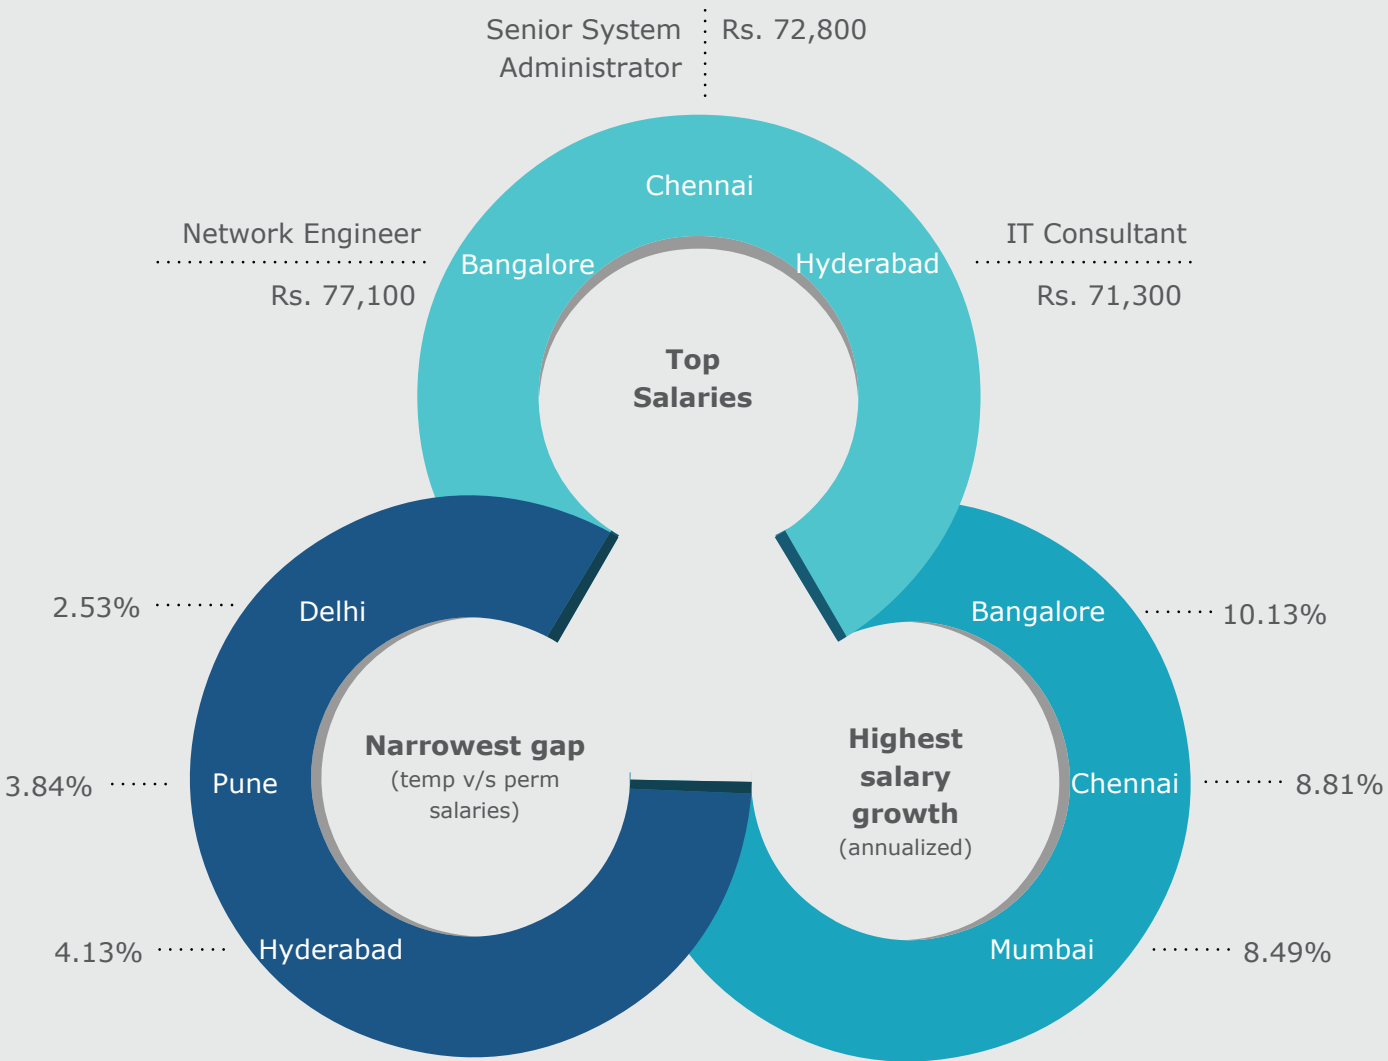 Senior System
Administrator
Rs. 72,800
Chennai
Network Engineer
Rs. 77,100
Bangalore
Hyderabad
IT Consultant
Rs. 71,300
Top
Salaries
2.53%
Delhi
3.84%
Pune
4.13%
Hyderabad
Narrowest gap
(temp v/s perm
salaries)
Highest
salary
growth
(annualized)
Bangalore
10.13%
Chennai
8.81%
Mumbai
8.49%